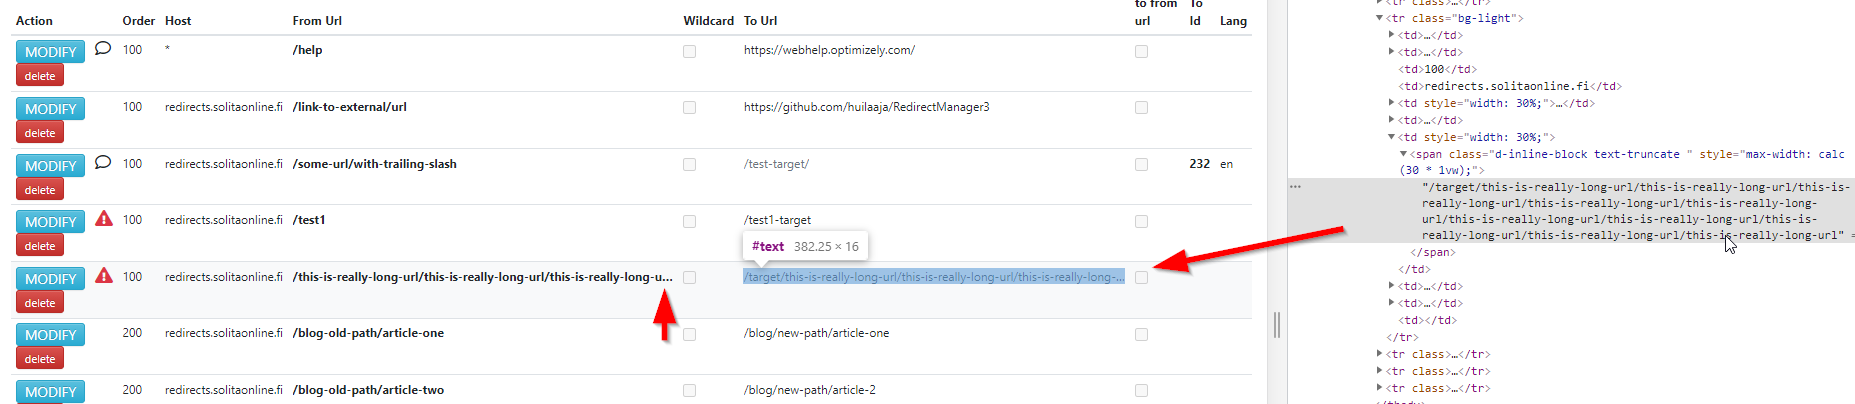 to from To
Action Order Host From Url Wildcard To Url url Id Lang
MODIFY 100 * /help https://webhelp.optimizely.com/
delete
MODIFY 100 redirects.solitaonline.fi /link-to-external/url https://github.com/huilaaja/RedirectManager3
delete
MODIFY 100 redirects.solitaonline.fi /some-url/with-trailing-slash /test-target/ 232 en
delete
MODIFY 100 redirects.solitaonline.fi /test1 /test1-target
delete
#text 382.25 × 16
MODIFY 100 redirects.solitaonline.fi /this-is-really-long-url/this-is-really-long-url/this-is-really-long-u... /target/this-is-really-long-url/this-is-really-long-url/this-is-really-long-...
delete
MODIFY 200 redirects.solitaonline.fi /blog-old-path/article-one /blog/new-path/article-one
delete
MODIFY 200 redirects.solitaonline.fi /blog-old-path/article-two /blog/new-path/article-2
<tr class>…</tr>
<tr class="bg-light">
<td>…</td>
<td>…</td>
<td>100</td>
<td>redirects.solitaonline.fi</td>
<td style="width: 30%;">…</td>
<td>…</td>
<td style="width: 30%;">
<span class="d-inline-block text-truncate " style="max-width: calc
(30 * 1vw);">
"/target/this-is-really-long-url/this-is-really-long-url/this-is-
really-long-url/this-is-really-long-url/this-is-really-long-
url/this-is-really-long-url/this-is-really-long-url/this-is-
really-long-url/this-is-really-long-url/this-is-really-long-url" =
</span>
</td>
<td>…</td>
<td>…</td>
<td></td>
</tr>
<tr class>…</tr>
<tr class>…</tr>
<tr class>…</tr>